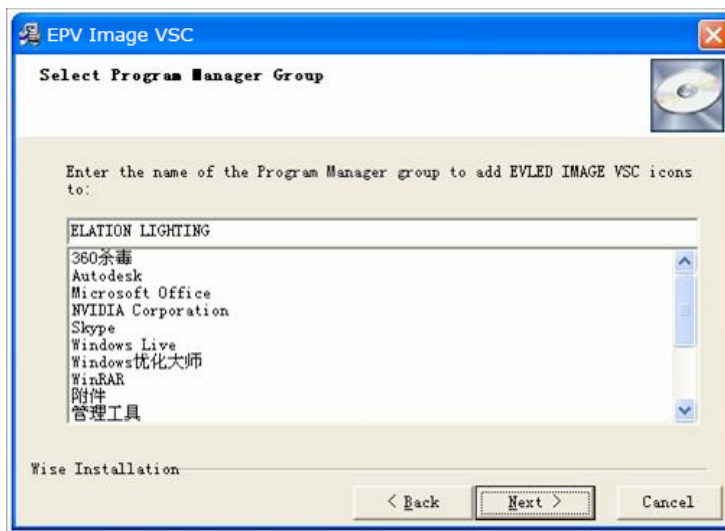 EPV Image VSC
Select Program Manager Group
Enter the name of the Program Manager group to add EVLED IMAGE VSC icons
to:
ELATION LIGHTING
360杀毒
Autodesk
Microsoft Office
NVIDIA Corporation
Skype
Windows Live
Windows优化大师
WinRAR
附件
管理工具
Wise Installation
< Back
Next >
Cancel